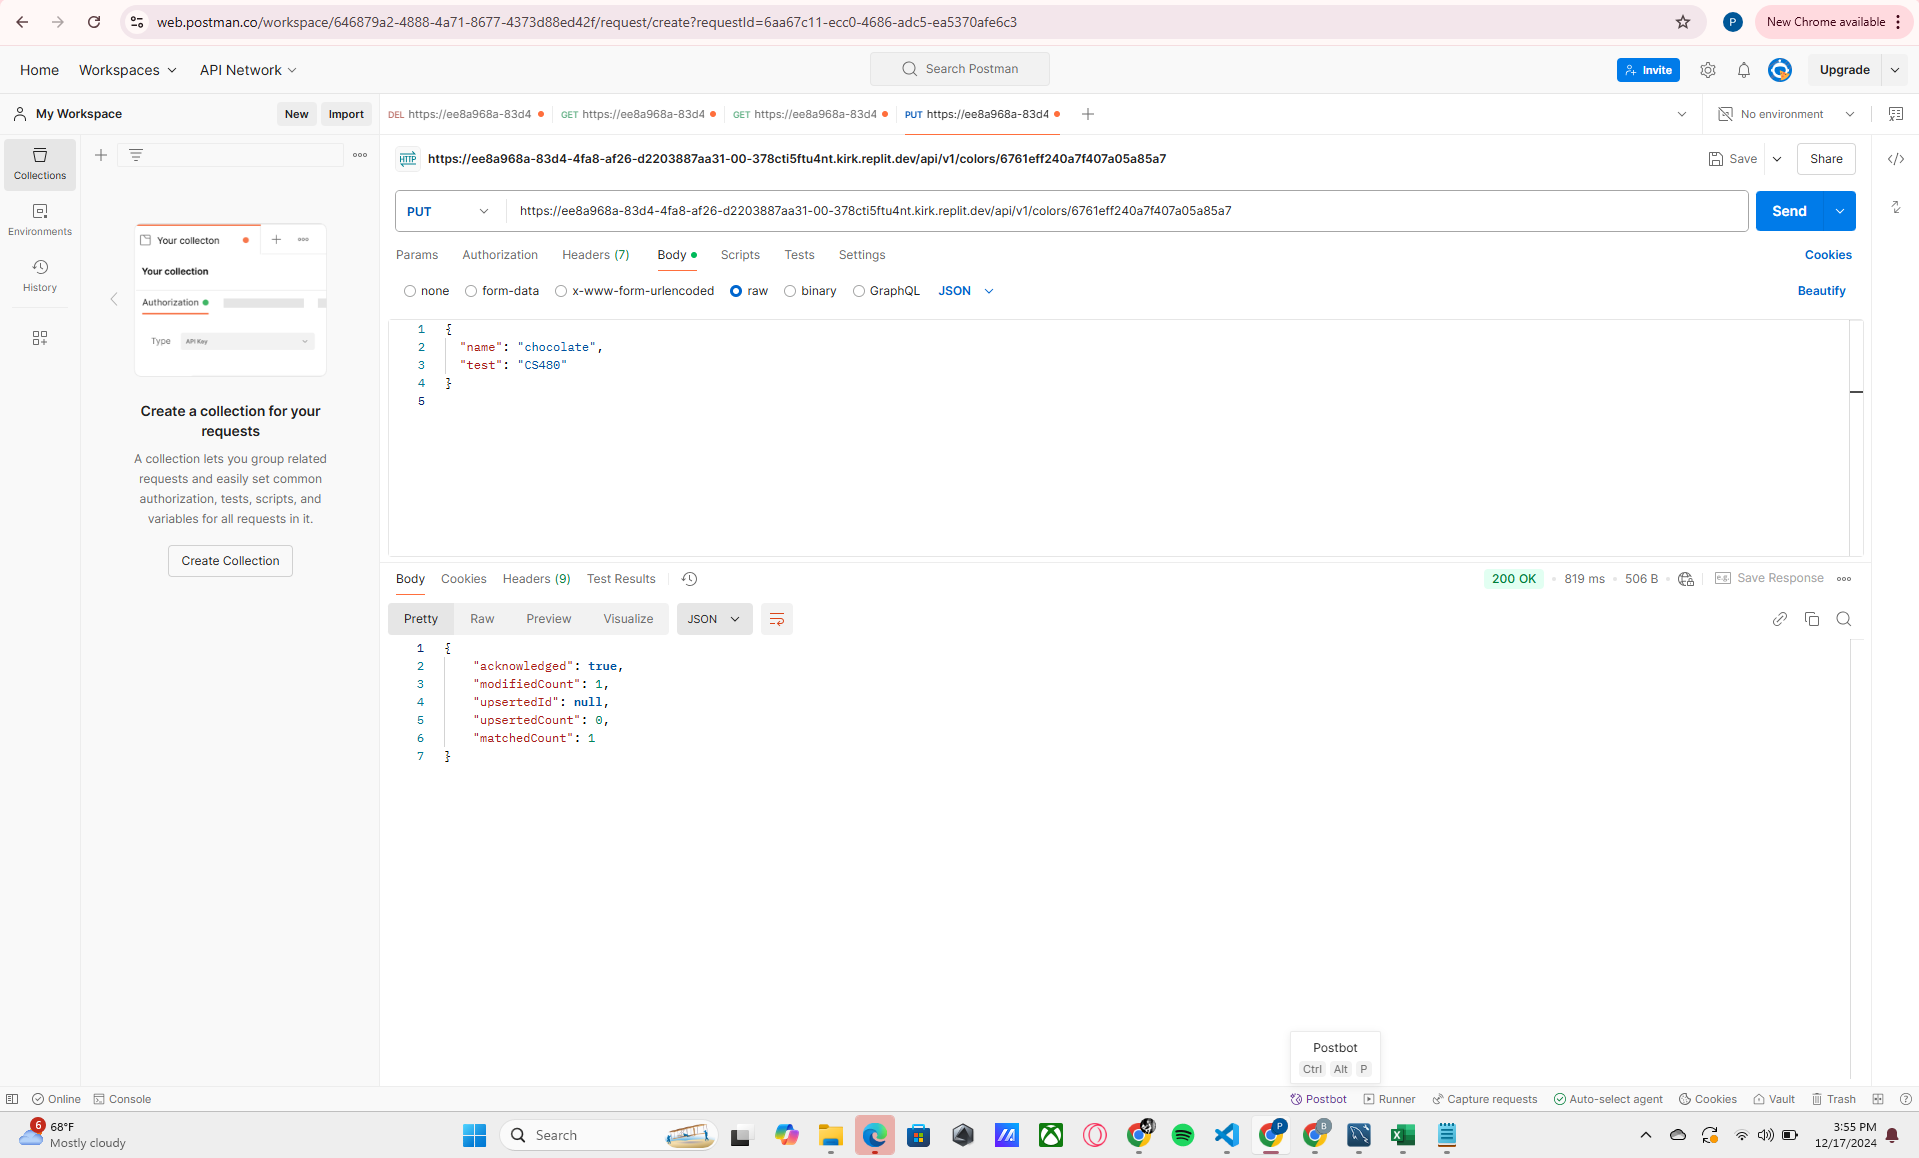 web.postman.co/workspace/646879a2-4888-4a71-8677-4373d88ed42f/request/create?requestId=6aa67c11-ecc0-4686-adc5-ea5370afe6c3
P
New Chrome available
Home
Workspaces
API Network
Search Postman
Invite
Upgrade
My Workspace
New
Import
DEL https://ee8a968a-83d4
GET https://ee8a968a-83d4
GET https://ee8a968a-83d4
PUT https://ee8a968a-83d4
No environment
Collections
Environments
History
Your collecton
Your collection
Authorization
Type
API Key
Create a collection for your
requests
A collection lets you group related
requests and easily set common
authorization, tests, scripts, and
variables for all requests in it.
Create Collection
HTTP
https://ee8a968a-83d4-4fa8-af26-d2203887aa31-00-378cti5ftu4nt.kirk.replit.dev/api/v1/colors/6761eff240a7f407a05a85a7
Save
Share
PUT
https://ee8a968a-83d4-4fa8-af26-d2203887aa31-00-378cti5ftu4nt.kirk.replit.dev/api/v1/colors/6761eff240a7f407a05a85a7
Send
Params
Authorization
Headers (7)
Body
Scripts
Tests
Settings
Cookies
none
form-data
x-www-form-urlencoded
raw
binary
GraphQL
JSON
Beautify
1 {
2 "name": "chocolate",
3 "test": "CS480"
4 }
5
Body
Cookies
Headers (9)
Test Results
200 OK
819 ms
506 B
e.g.
Save Response
Pretty
Raw
Preview
Visualize
JSON
1 {
2 "acknowledged": true,
3 "modifiedCount": 1,
4 "upsertedId": null,
5 "upsertedCount": 0,
6 "matchedCount": 1
7 }
Postbot
Ctrl Alt P
Online
Console
Postbot
Runner
Capture requests
Auto-select agent
Cookies
Vault
Trash
6
68°F
Mostly cloudy
Search
P
B
3:55 PM
12/17/2024